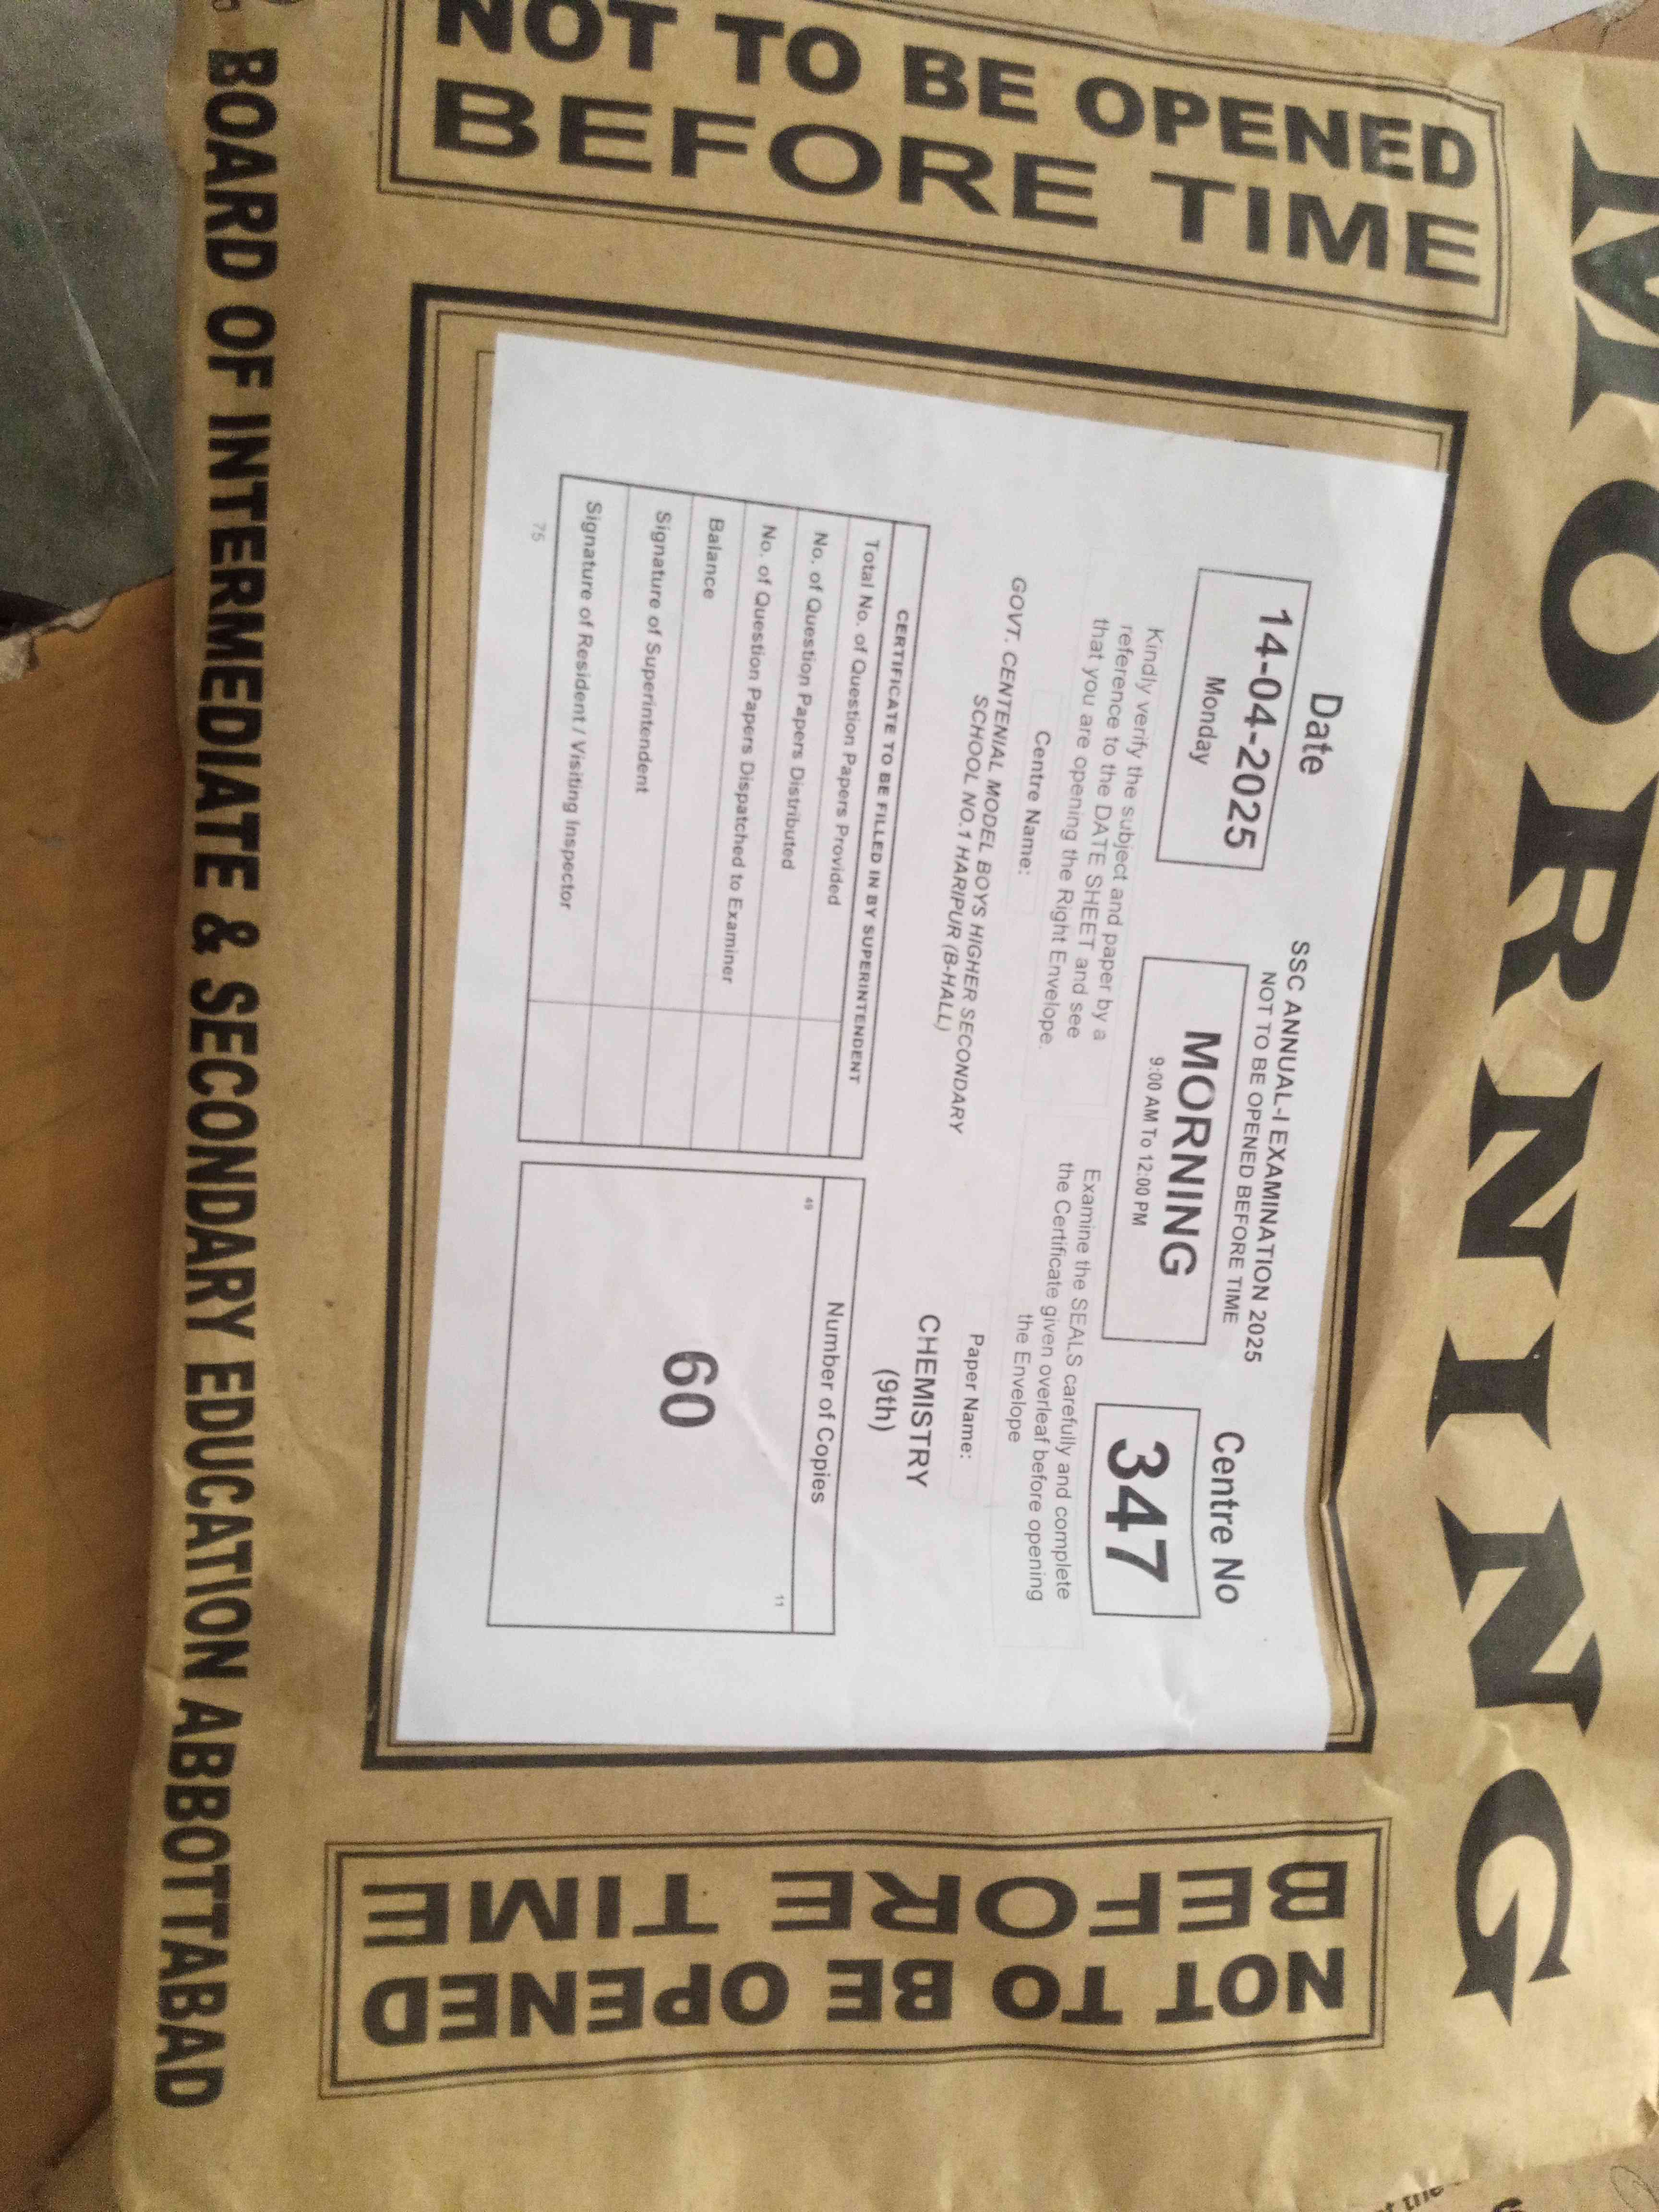 MORNING
NOT TO BE OPENED
BEFORE TIME
Date
14-04-2025
Monday
SSC ANNUAL-I EXAMINATION 2025
NOT TO BE OPENED BEFORE TIME
MORNING
9:00 AM To 12:00 PM
Centre No
347
Kindly verify the subject and paper by a
reference to the DATE SHEET and see
that you are opening the Right Envelope.
Examine the SEALS carefully and complete
the Certificate given overleaf before opening
the Envelope
Centre Name:
GOVT. CENTENIAL MODEL BOYS HIGHER SECONDARY
SCHOOL NO.1 HARIPUR (B-HALL)
Paper Name:
CHEMISTRY
(9th)
CERTIFICATE TO BE FILLED IN BY SUPERINTENDENT
Total No. of Question Papers Provided
No. of Question Papers Distributed
No. of Question Papers Dispatched to Examiner
Balance
Signature of Superintendent
Signature of Resident / Visiting Inspector
75
Number of Copies
49
11
60
NOT TO BE OPENED
BEFORE TIME
BOARD OF INTERMEDIATE & SECONDARY EDUCATION ABBOTTABAD
the